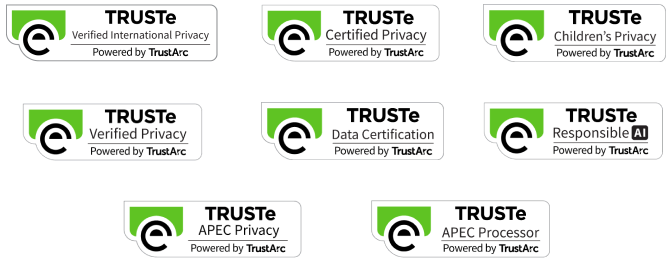 TRUSTe
Verified International Privacy
Powered by TrustArc
TRUSTe
Certified Privacy
Powered by TrustArc
TRUSTe
Children's Privacy
Powered by TrustArc
TRUSTe
Verified Privacy
Powered by TrustArc
TRUSTe
Data Certification
Powered by TrustArc
TRUSTe
Responsible AI
Powered by TrustArc
TRUSTe
APEC Privacy
Powered by TrustArc
TRUSTe
APEC Processor
Powered by TrustArc